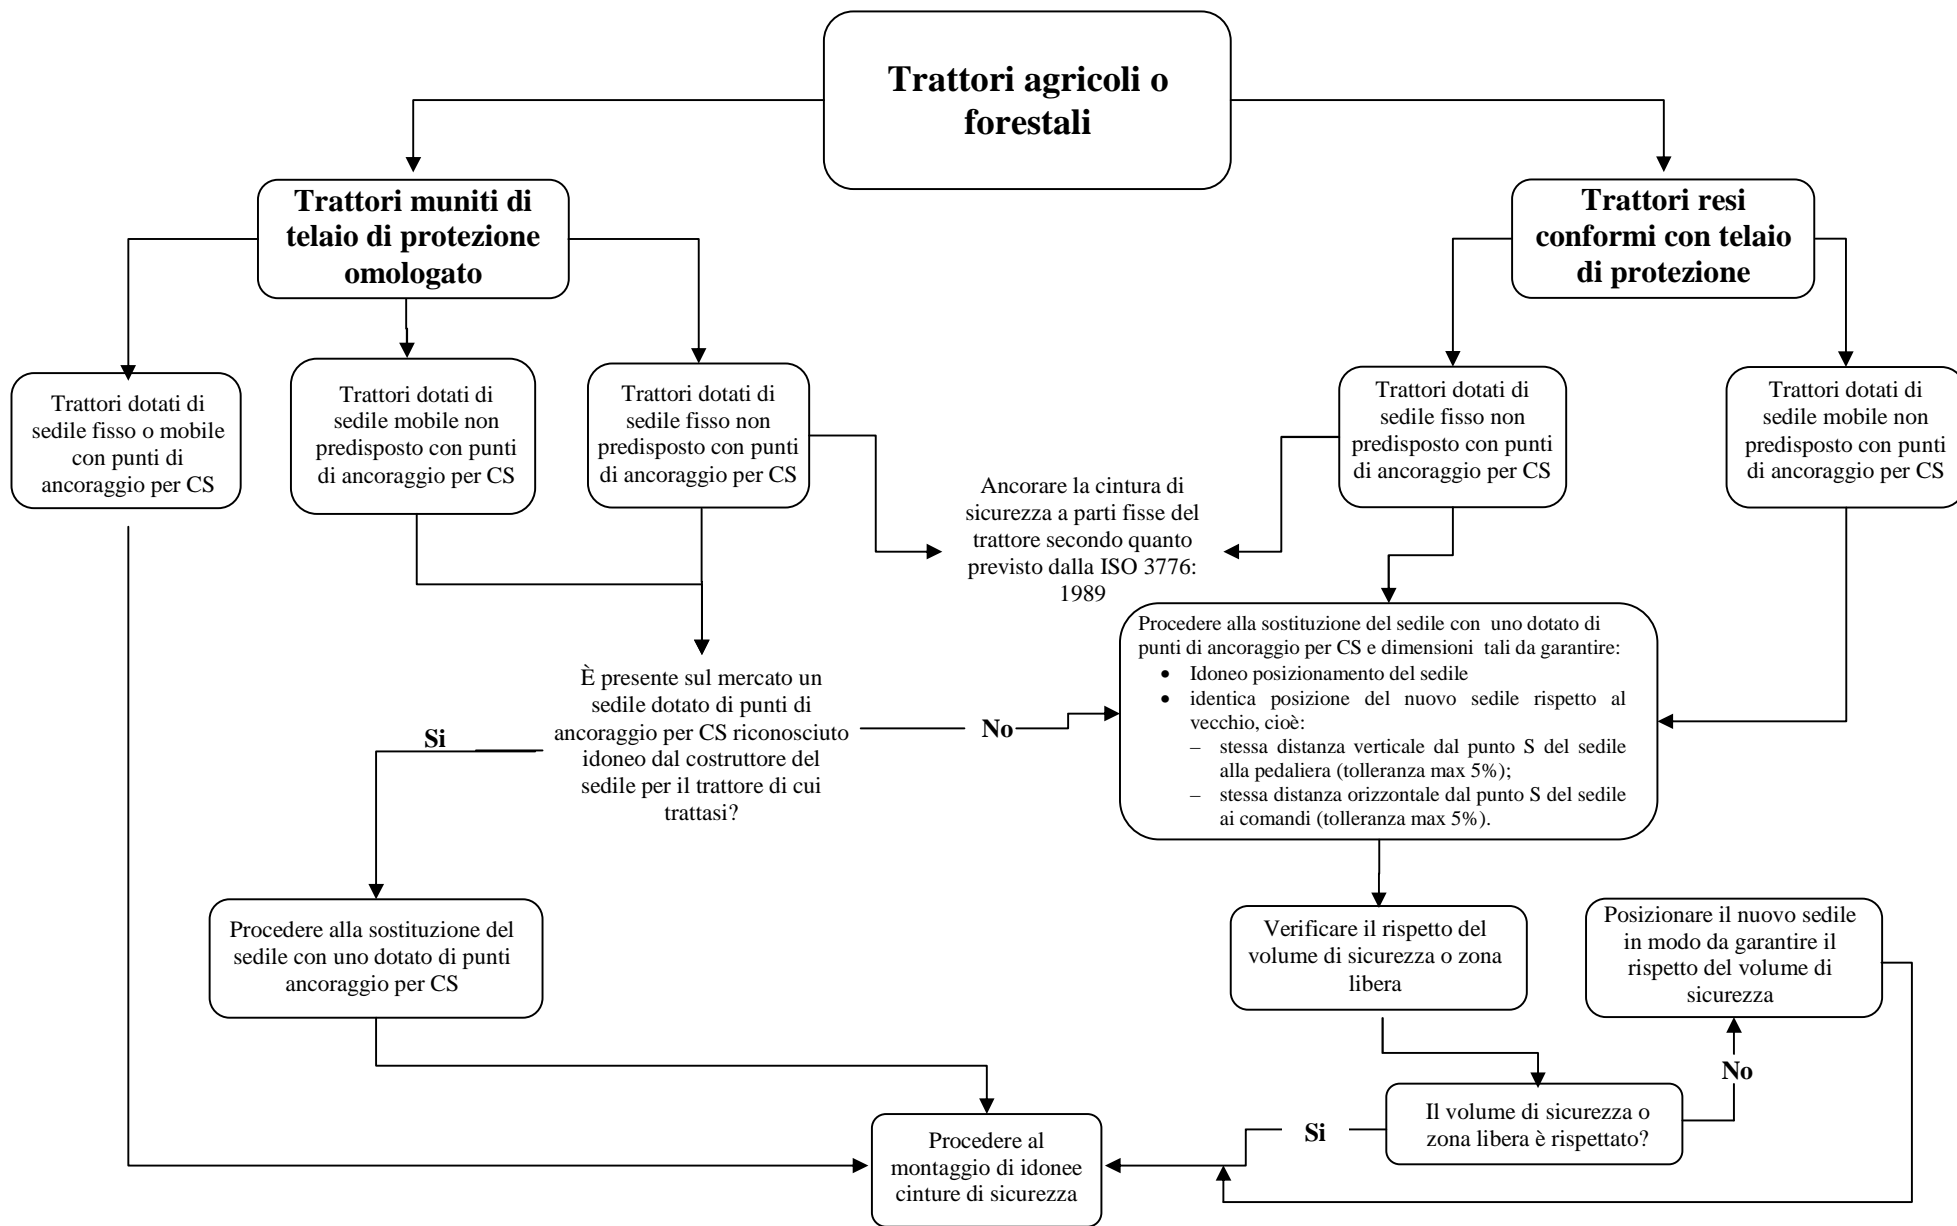 Trattori agricoli o
forestali
Trattori muniti di
telaio di protezione
omologato
Trattori resi
conformi con telaio
di protezione
Trattori dotati di
sedile fisso o mobile
con punti di
ancoraggio per CS
Trattori dotati di
sedile mobile non
predisposto con punti
di ancoraggio per CS
Trattori dotati di
sedile fisso non
predisposto con punti
di ancoraggio per CS
Ancorare la cintura di
sicurezza a parti fisse del
trattore secondo quanto
previsto dalla ISO 3776:
1989
Trattori dotati di
sedile fisso non
predisposto con punti
di ancoraggio per CS
Trattori dotati di
sedile mobile non
predisposto con punti
di ancoraggio per CS
È presente sul mercato un
sedile dotato di punti di
ancoraggio per CS riconosciuto
idoneo dal costruttore del
sedile per il trattore di cui
trattasi?
Si
No
Procedere alla sostituzione del sedile con uno dotato di
punti di ancoraggio per CS e dimensioni tali da garantire:
• Idoneo posizionamento del sedile
• identica posizione del nuovo sedile rispetto al
vecchio, cioè:
– stessa distanza verticale dal punto S del sedile
alla pedaliera (tolleranza max 5%);
– stessa distanza orizzontale dal punto S del sedile
ai comandi (tolleranza max 5%).
Procedere alla sostituzione del
sedile con uno dotato di punti
ancoraggio per CS
Verificare il rispetto del
volume di sicurezza o zona
libera
Posizionare il nuovo sedile
in modo da garantire il
rispetto del volume di
sicurezza
No
Il volume di sicurezza o
zona libera è rispettato?
Si
Procedere al
montaggio di idonee
cinture di sicurezza